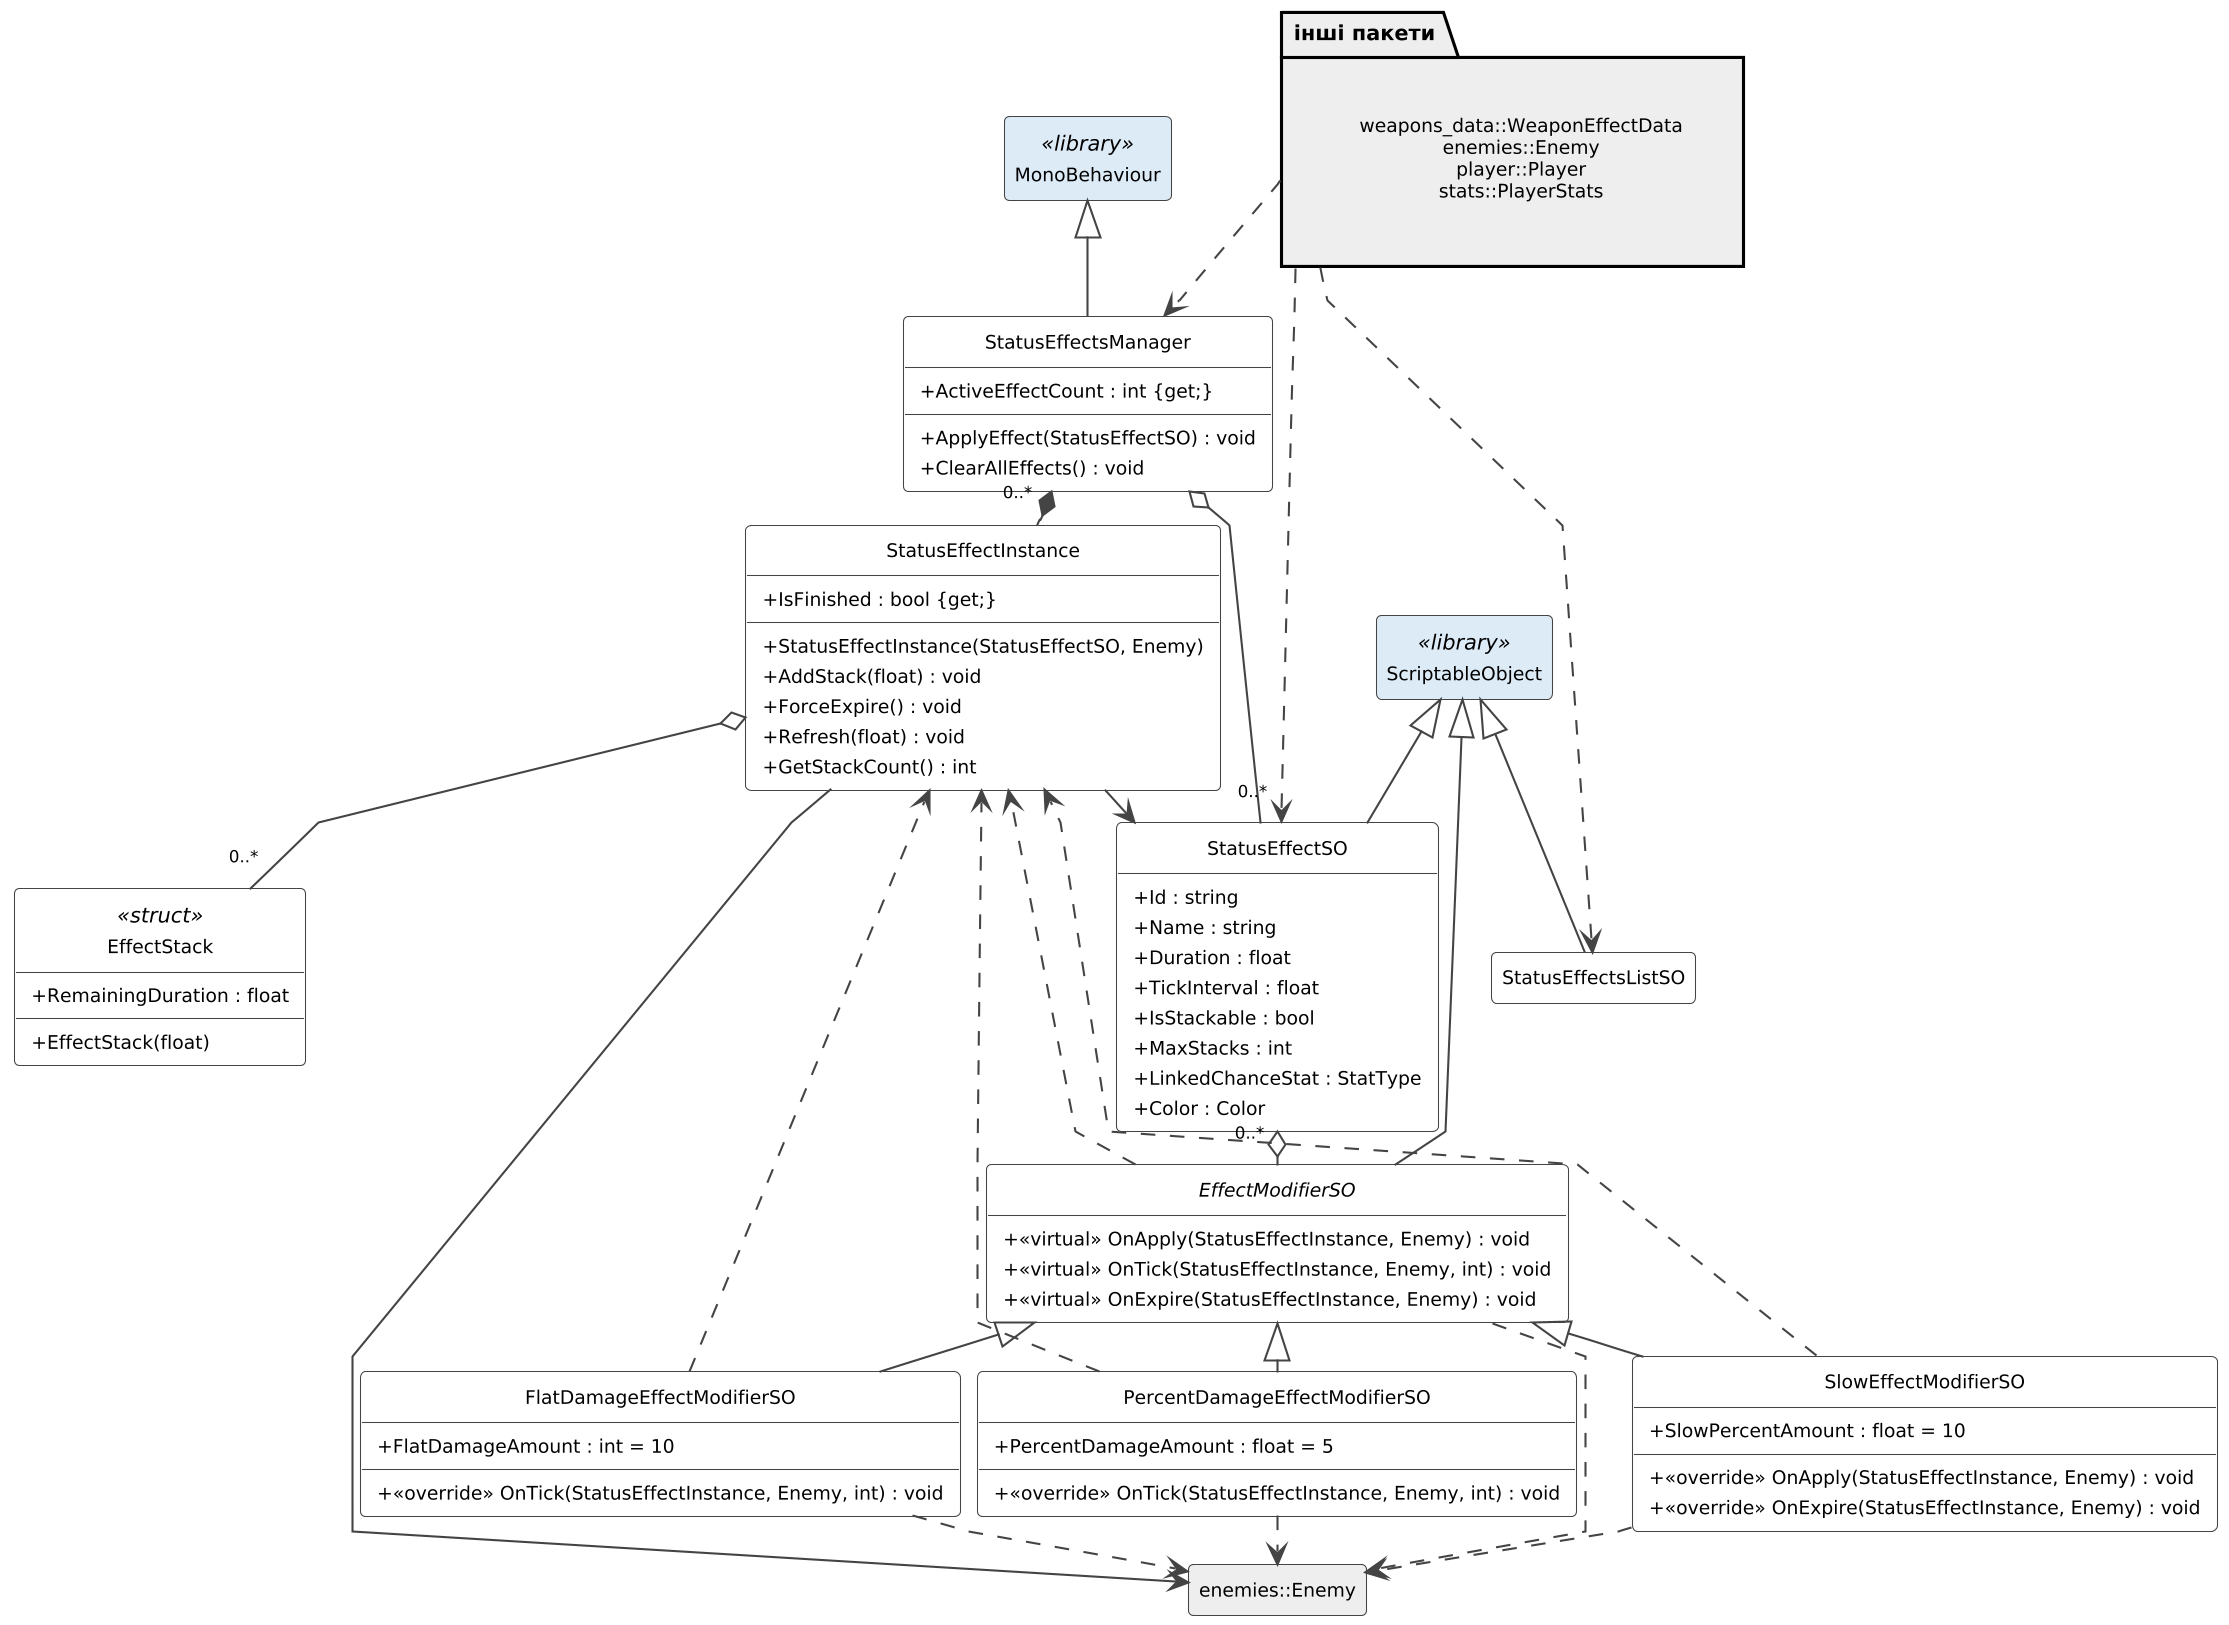 інші пакети
weapons_data::WeaponEffectData
enemies::Enemy
player::Player
stats::PlayerStats
«library»
MonoBehaviour
StatusEffectsManager
+ActiveEffectCount : int {get;}
+ApplyEffect(StatusEffectSO) : void
+ClearAllEffects() : void
0..*
StatusEffectInstance
+IsFinished : bool {get;}
+StatusEffectInstance(StatusEffectSO, Enemy)
+AddStack(float) : void
+ForceExpire() : void
+Refresh(float) : void
+GetStackCount() : int
«library»
ScriptableObject
0..*
0..*
StatusEffectSO
+Id : string
+Name : string
+Duration : float
+TickInterval : float
+IsStackable : bool
+MaxStacks : int
+LinkedChanceStat : StatType
+Color : Color
«struct»
EffectStack
+RemainingDuration : float
+EffectStack(float)
StatusEffectsListSO
0..*
EffectModifierSO
+«virtual» OnApply(StatusEffectInstance, Enemy) : void
+«virtual» OnTick(StatusEffectInstance, Enemy, int) : void
+«virtual» OnExpire(StatusEffectInstance, Enemy) : void
FlatDamageEffectModifierSO
+FlatDamageAmount : int = 10
+«override» OnTick(StatusEffectInstance, Enemy, int) : void
PercentDamageEffectModifierSO
+PercentDamageAmount : float = 5
+«override» OnTick(StatusEffectInstance, Enemy, int) : void
SlowEffectModifierSO
+SlowPercentAmount : float = 10
+«override» OnApply(StatusEffectInstance, Enemy) : void
+«override» OnExpire(StatusEffectInstance, Enemy) : void
enemies::Enemy